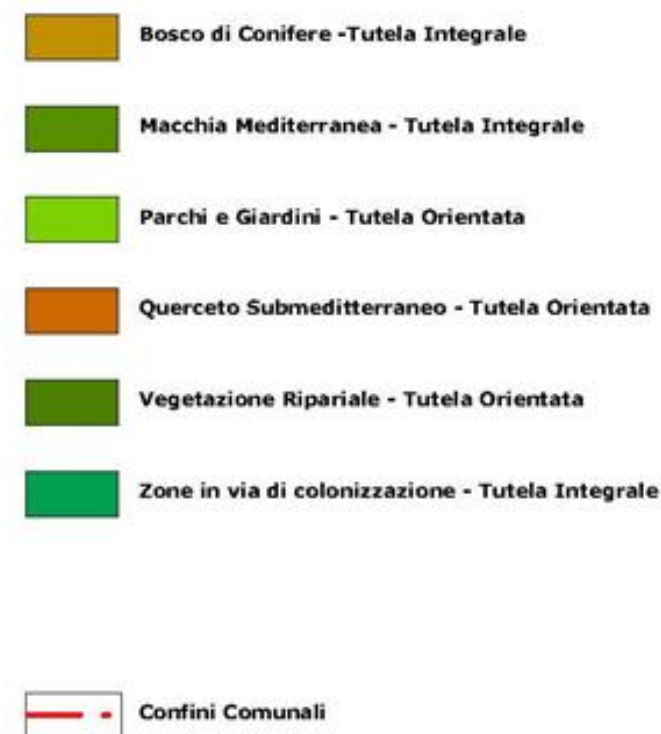 Bosco di Conifere -Tutela Integrale
Macchia Mediterranea - Tutela Integrale
Parchi e Giardini - Tutela Orientata
Querceto Submeditterraneo - Tutela Orientata
Vegetazione Ripariale - Tutela Orientata
Zone in via di colonizzazione - Tutela Integrale
Confini Comunali